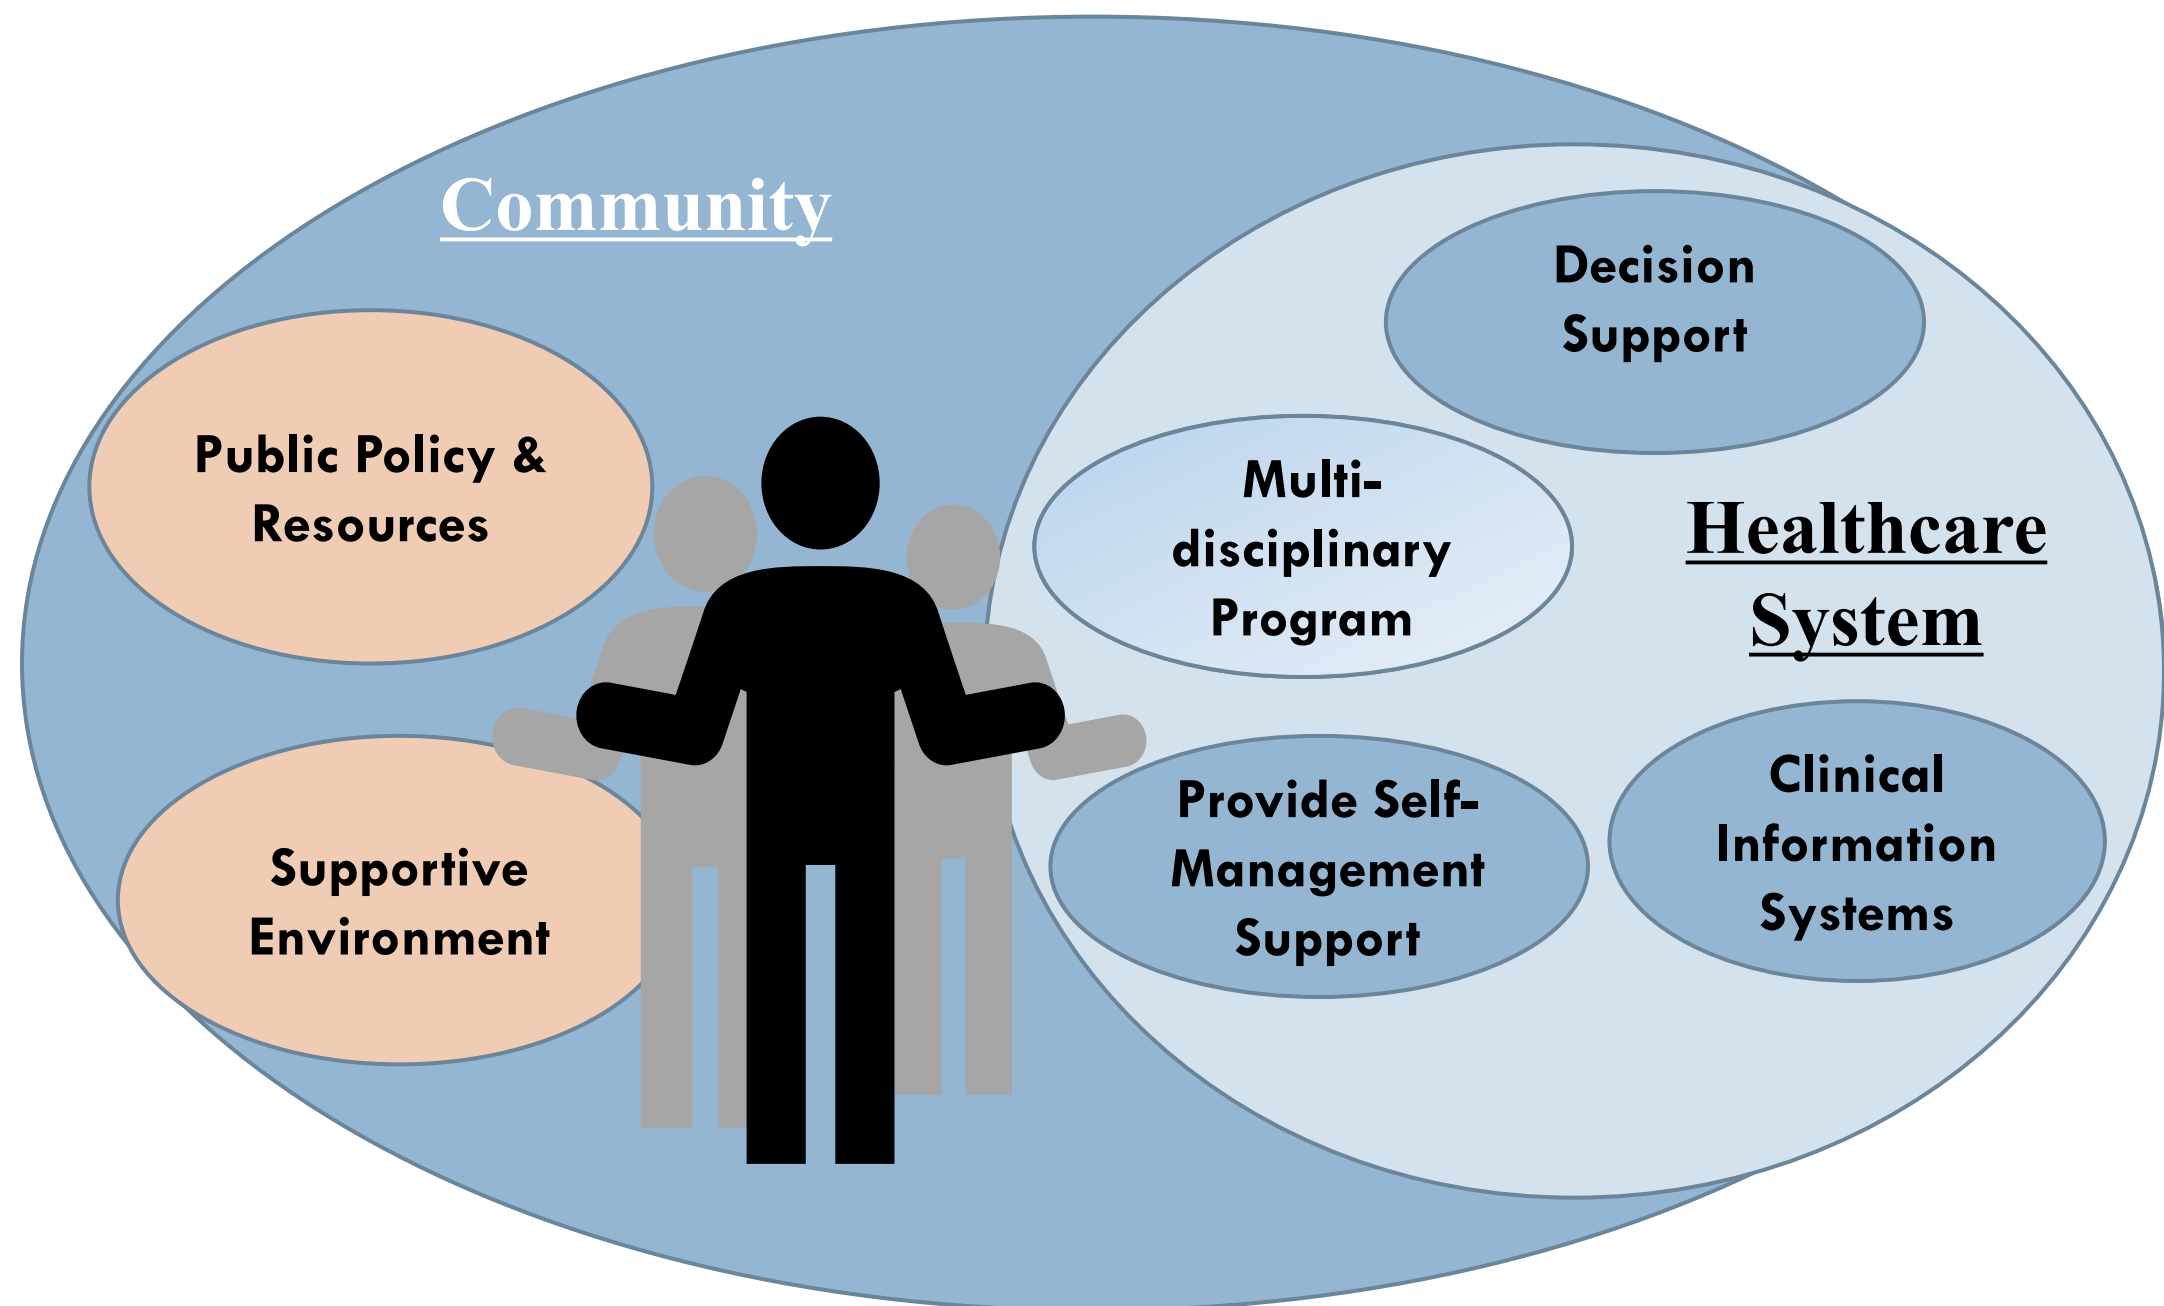 Community
Public Policy &
Resources
Supportive
Environment
Decision
Support
Multi-
disciplinary
Program
Healthcare
System
Provide Self-
Management
Support
Clinical
Information
Systems